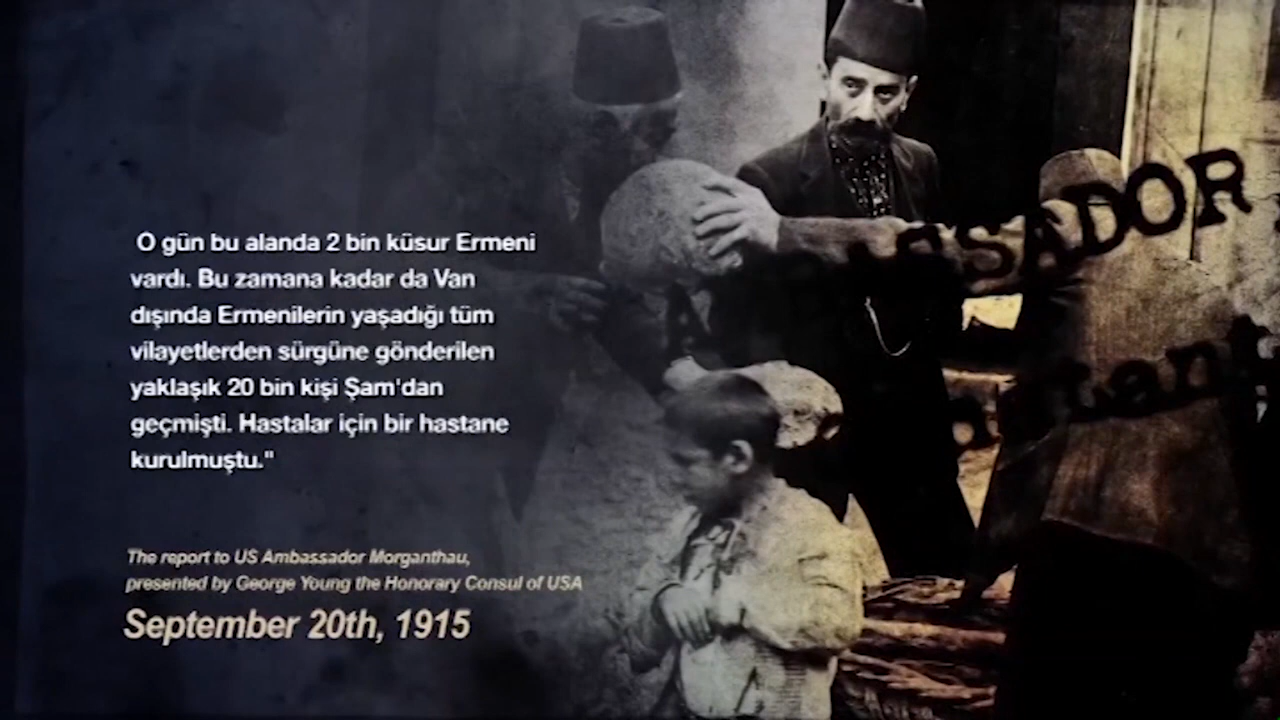 O gün bu alanda 2 bin küsur Ermeni
vardı. Bu zamana kadar da Van
dışında Ermenilerin yaşadığı tüm
vilayetlerden sürgüne gönderilen
yaklaşık 20 bin kişi Şam'dan
geçmişti. Hastalar için bir hastane
kurulmuştu."
The report to US Ambassador Morganthau,
presented by George Young the Honorary Consul of USA
September 20th, 1915
SSADOR